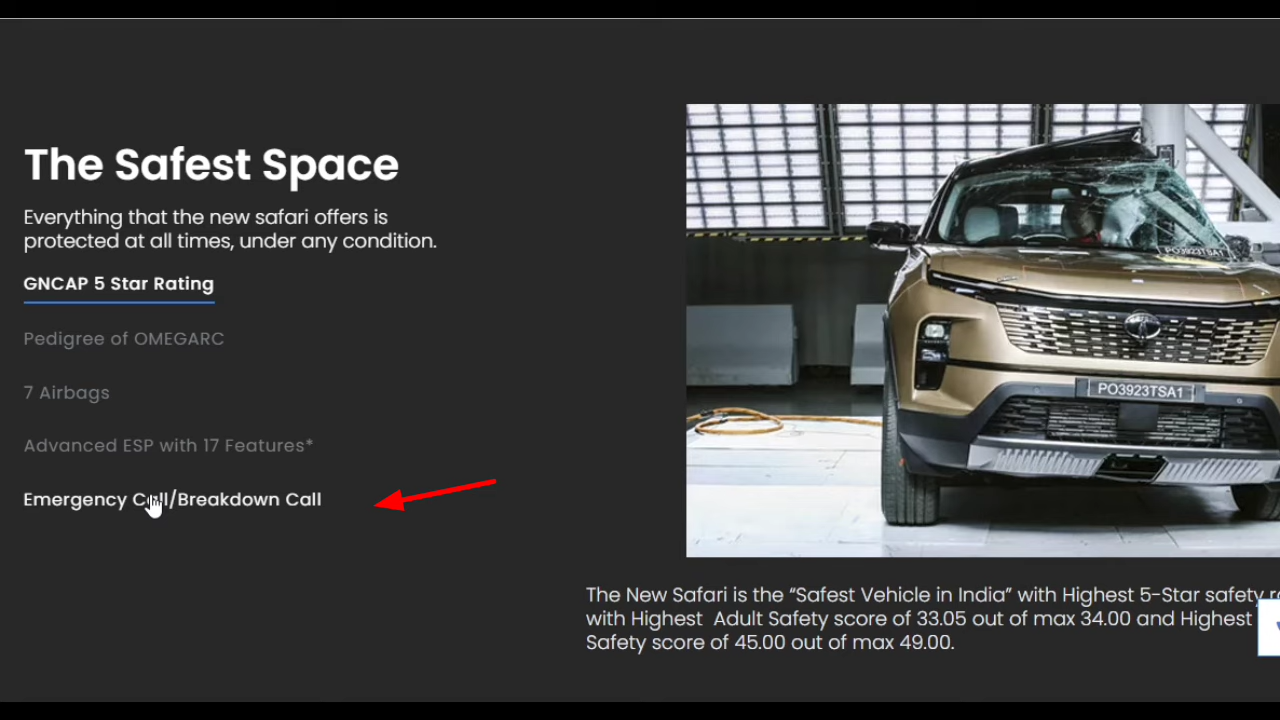 The Safest Space
Everything that the new safari offers is
protected at all times, under any condition.
GNCAP 5 Star Rating
Pedigree of OMEGARC
7 Airbags
Advanced ESP with 17 Features*
Emergency Call/Breakdown Call
PO3923TSA1
PO3923TSA1
The New Safari is the “Safest Vehicle in India” with Highest 5-Star safety
with Highest Adult Safety score of 33.05 out of max 34.00 and Highest
Safety score of 45.00 out of max 49.00.